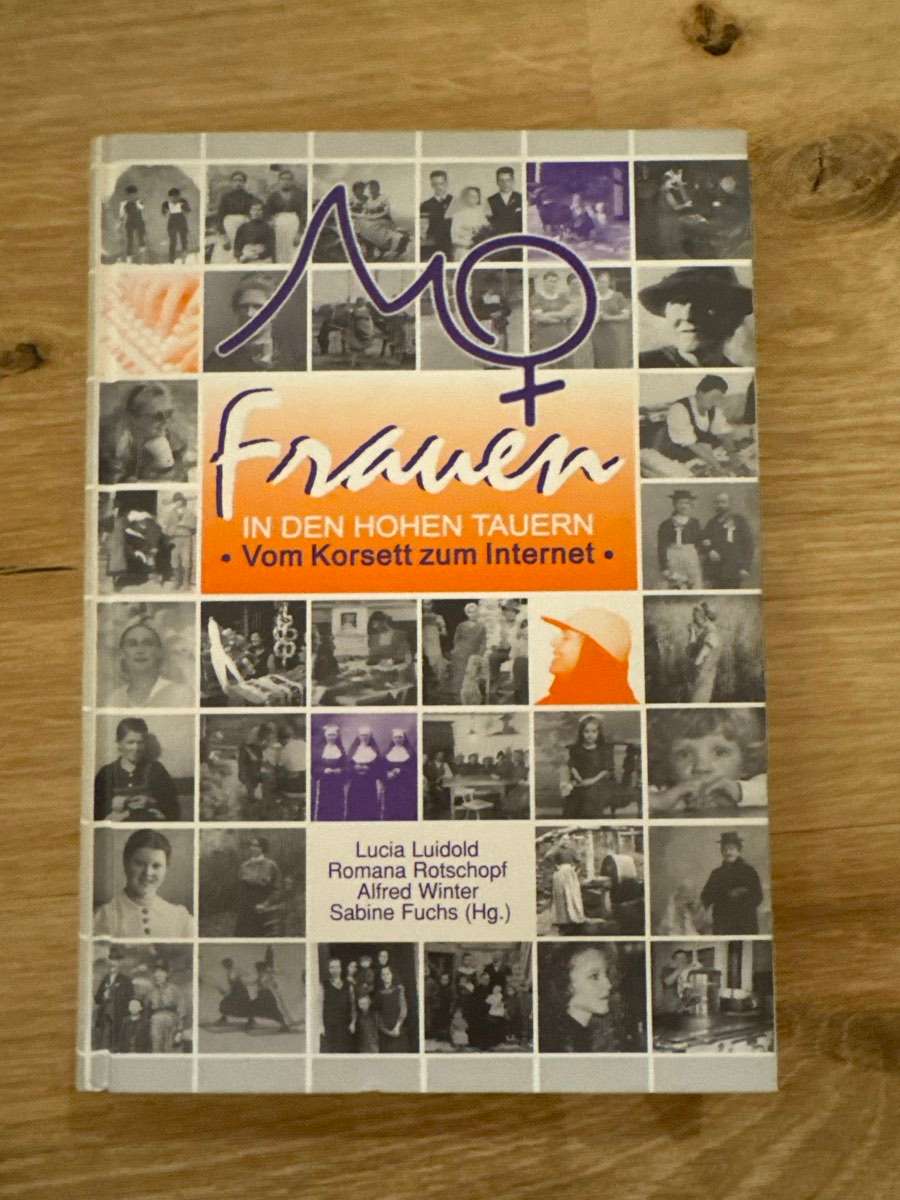 Frauen
IN DEN HOHEN TAUERN
• Vom Korsett zum Internet •
Lucia Luidold
Romana Rotschopf
Alfred Winter
Sabine Fuchs (Hg.)